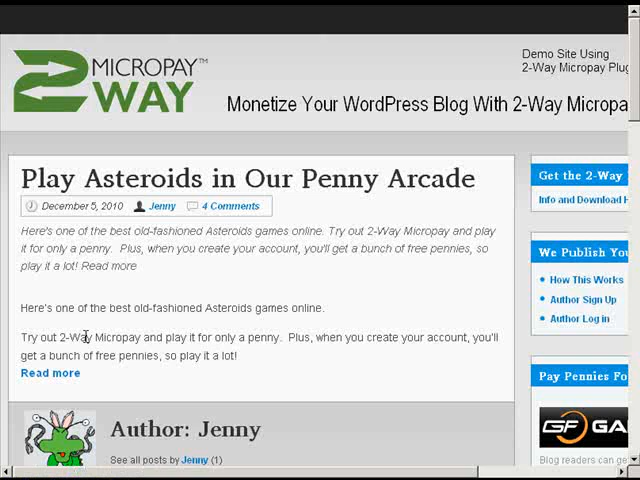 MICROPAY™
2 WAY
Demo Site Using
2-Way Micropay Plug
Monetize Your WordPress Blog With 2-Way Micropa
Play Asteroids in Our Penny Arcade
December 5, 2010 Jenny 4 Comments
Here's one of the best old-fashioned Asteroids games online. Try out 2-Way Micropay and play
it for only a penny. Plus, when you create your account, you'll get a bunch of free pennies, so
play it a lot! Read more
Here's one of the best old-fashioned Asteroids games online.
Try out 2-Way Micropay and play it for only a penny. Plus, when you create your account, you'll
get a bunch of free pennies, so play it a lot!
Read more
Author: Jenny
See all posts by Jenny (1)
Get the 2-Way
Info and Download H
We Publish You
How This Works
Author Sign Up
Author Log in
Pay Pennies Fo
GF GA
Blog readers can get